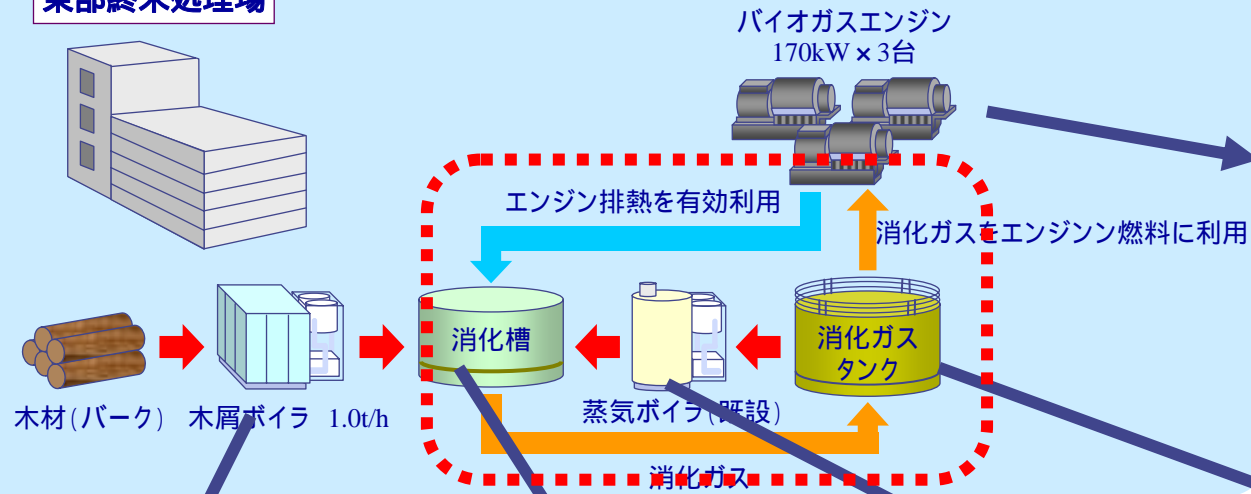 東部終末処理場
バイオガスエンジン
170kW × 3台
エンジン排熱を有効利用
消化ガスをエンジンン燃料に利用
消化槽
消化ガス
タンク
木材(バーク) 木屑ボイラ 1.0t/h
蒸気ボイラ(既設)
消化ガス